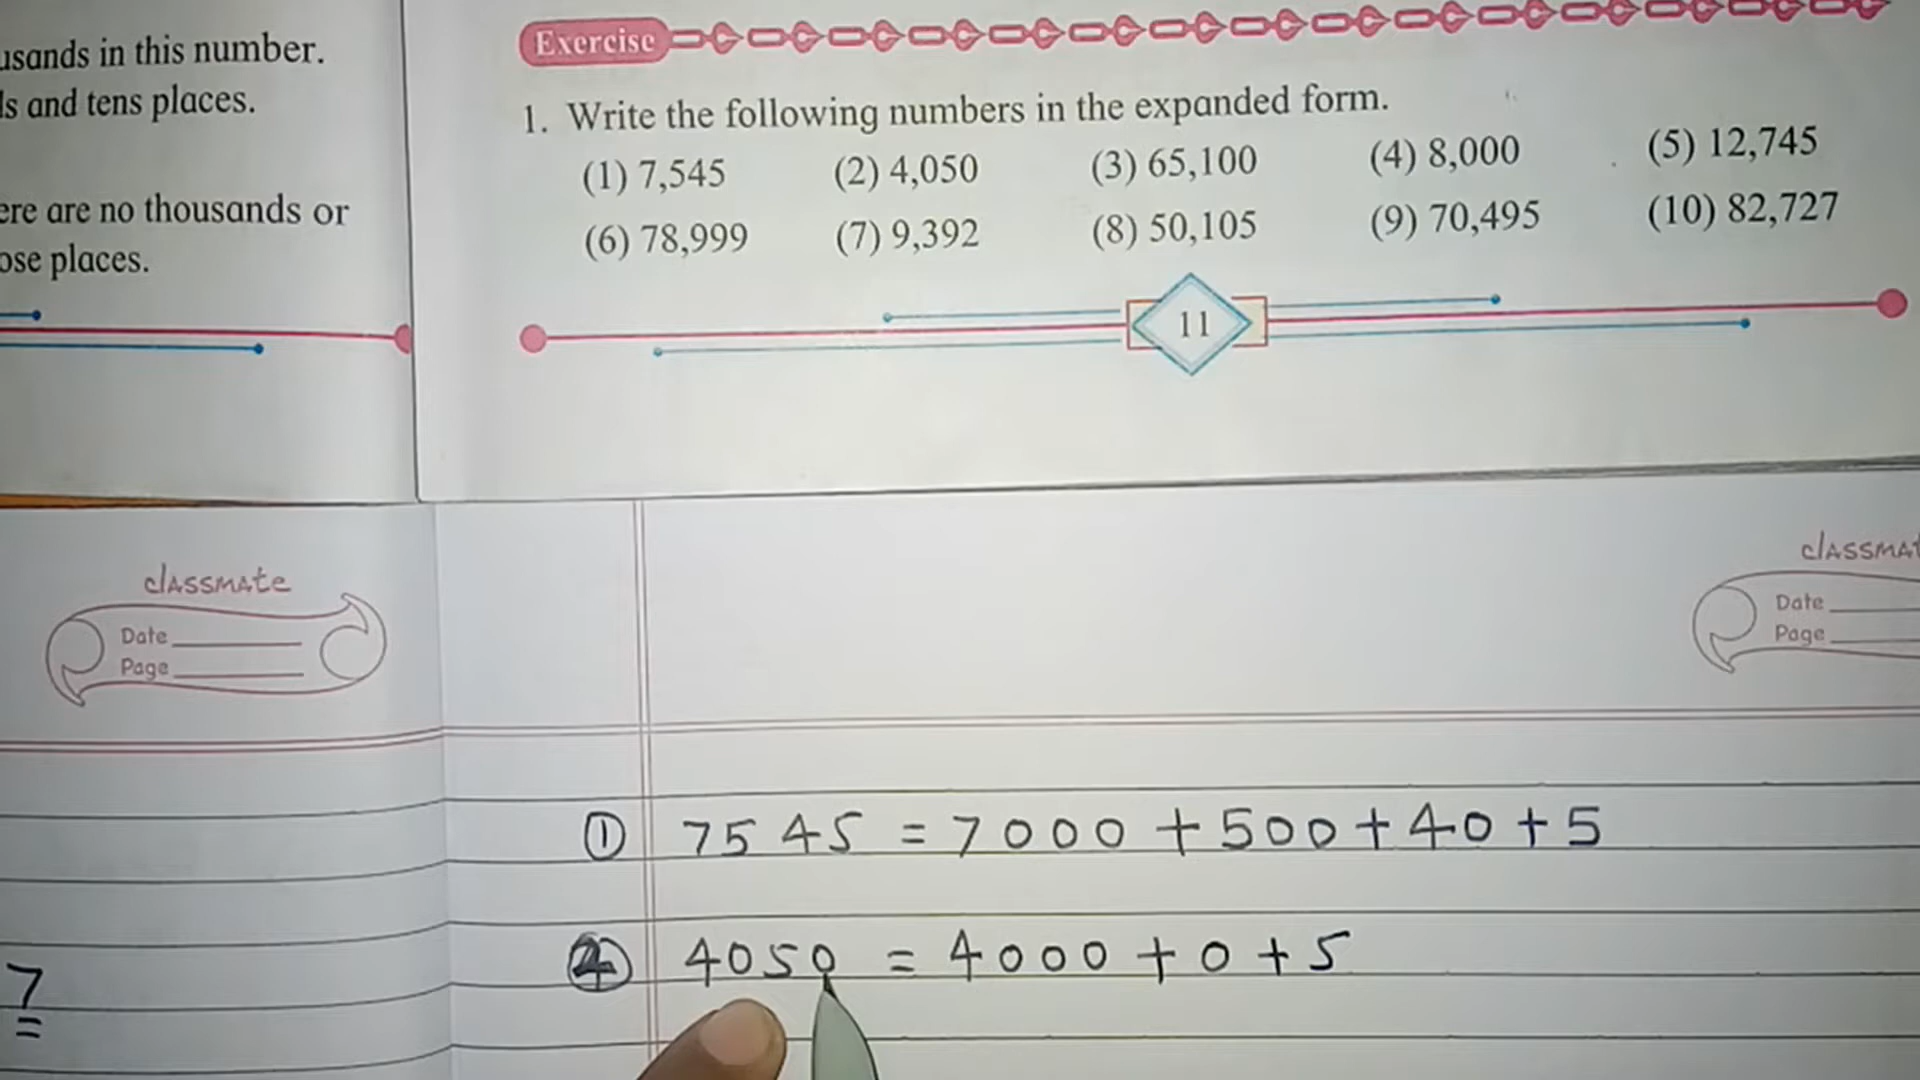 usands in this number.
ls and tens places.
ere are no thousands or
ose places.
Exercise
1. Write the following numbers in the expanded form.
(1) 7,545 (2) 4,050 (3) 65,100 (4) 8,000 (5) 12,745
(6) 78,999 (7) 9,392 (8) 50,105 (9) 70,495 (10) 82,727
11
classmate
Date
Page
classmat
Date
Page
7
① 7545 = 7000 + 500 + 40 + 5
② 4050 = 4000 + 0 + 5